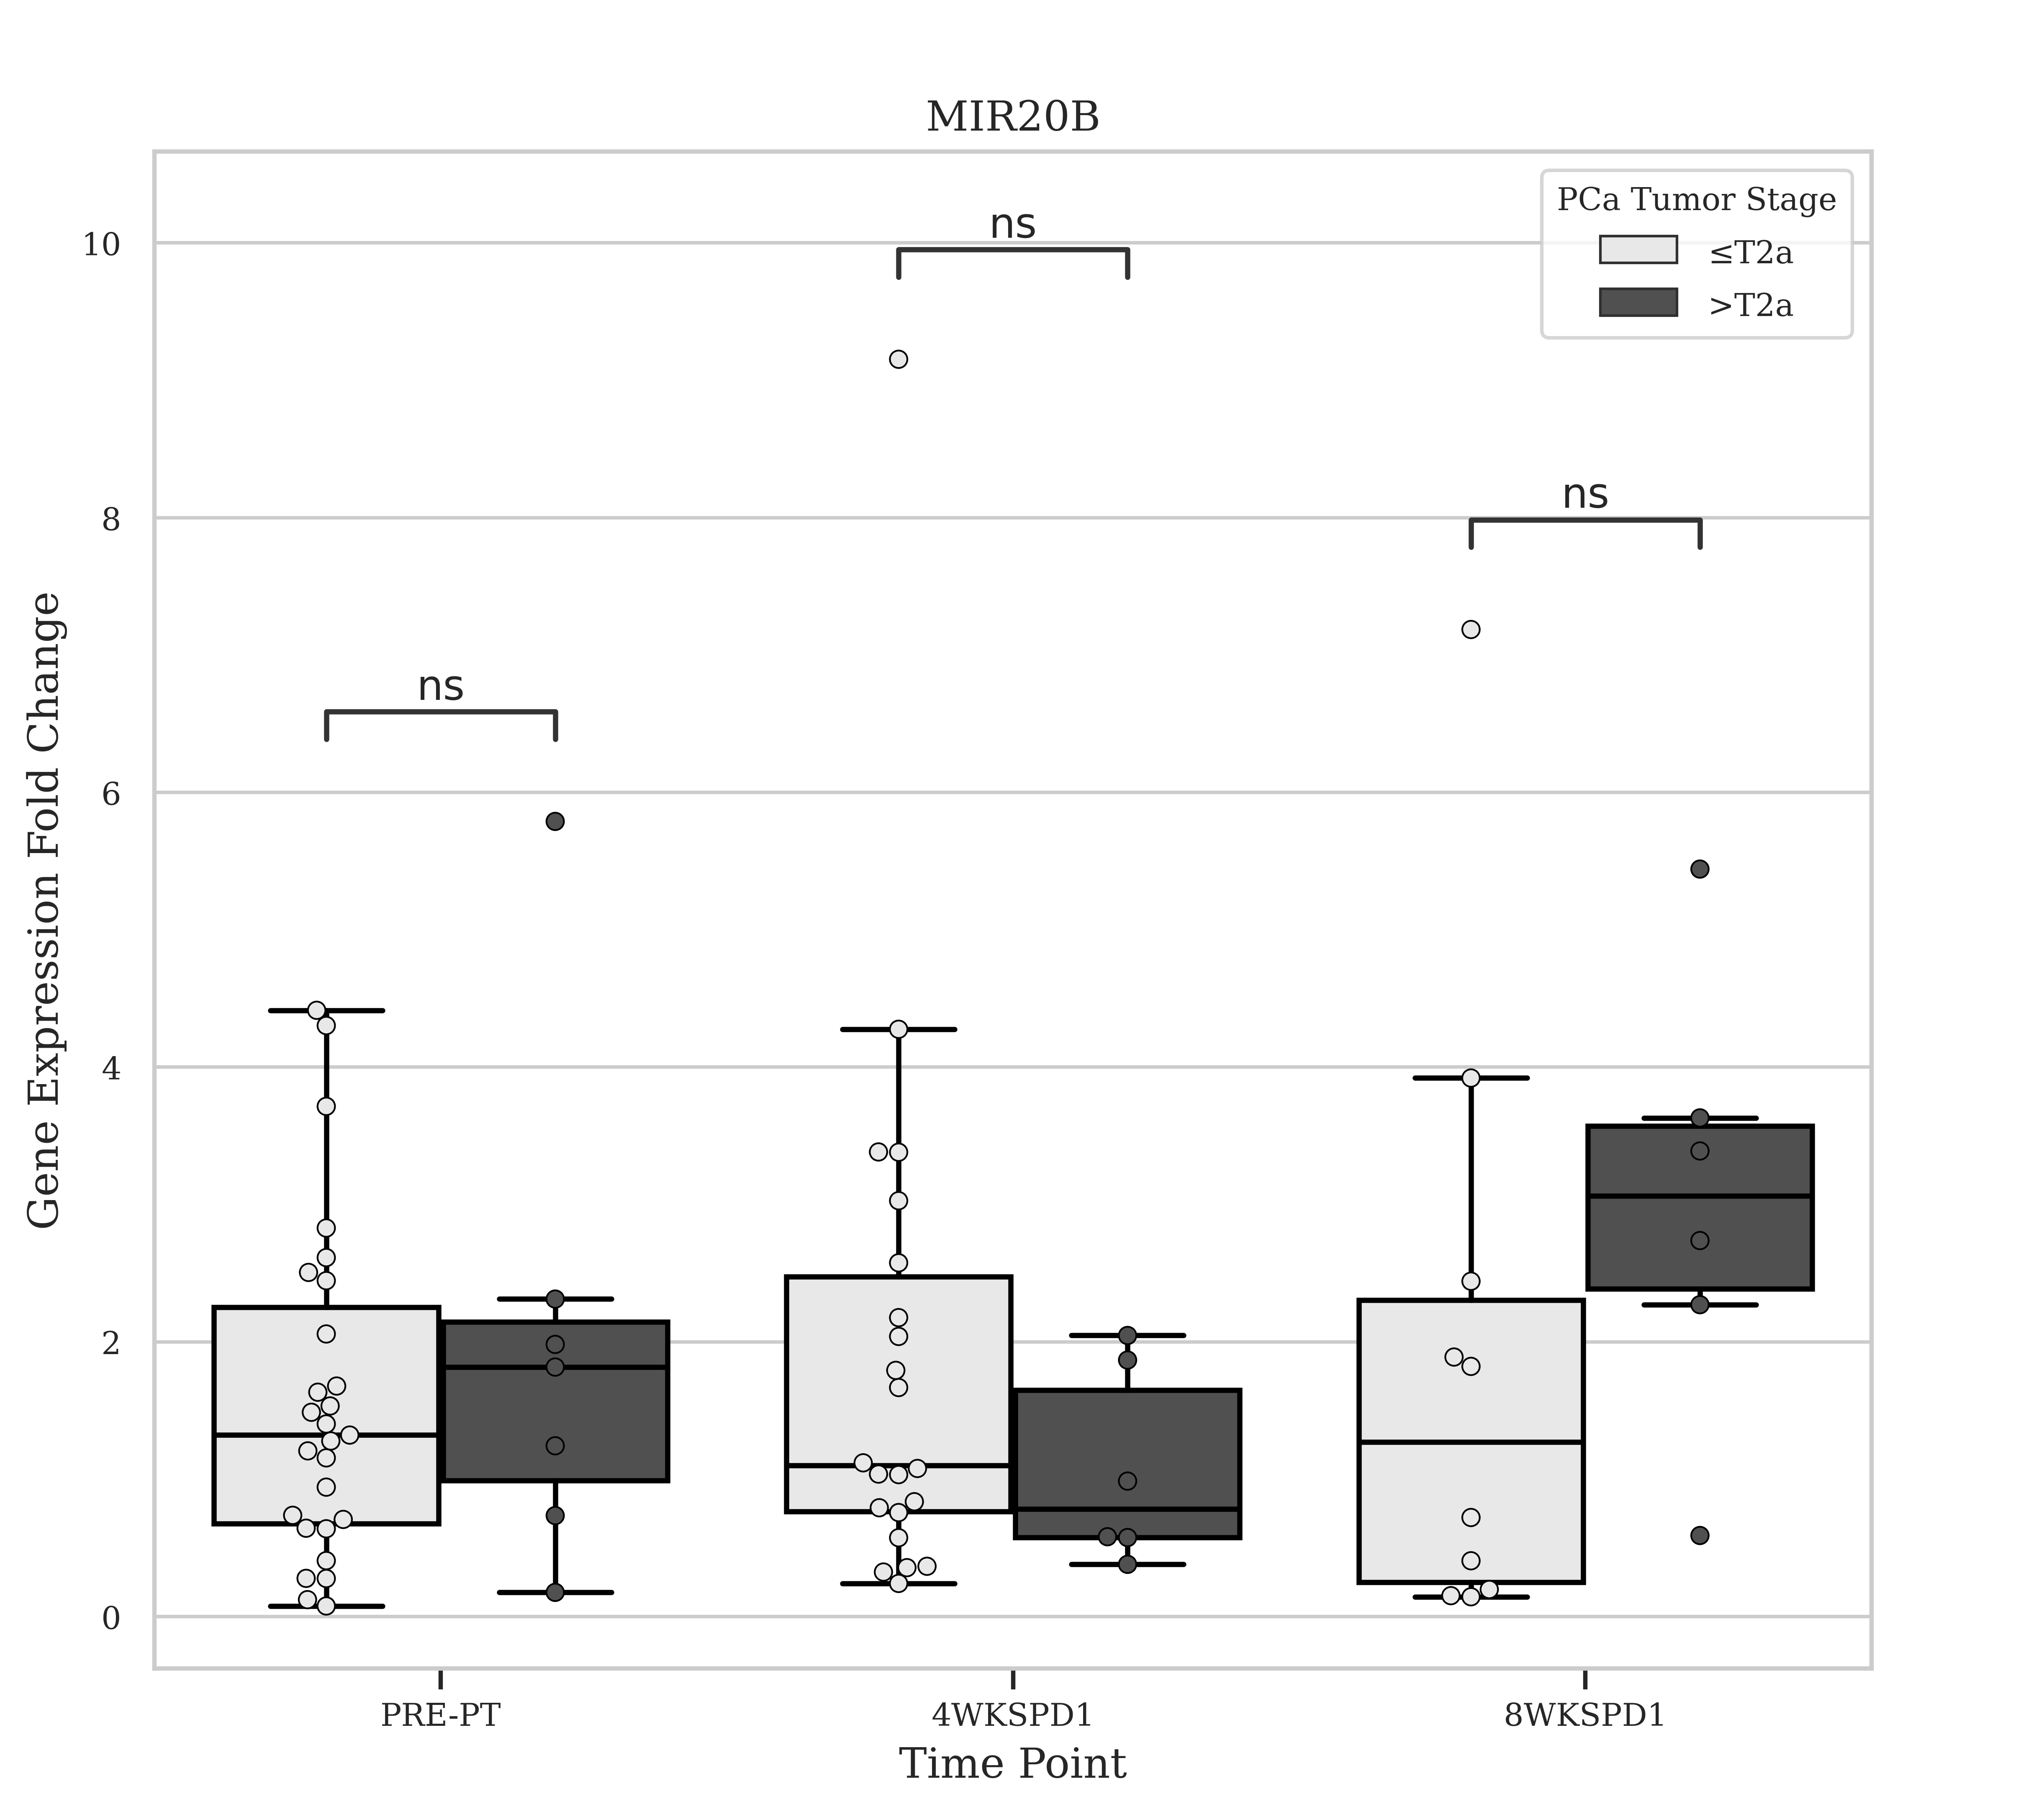 MIR20B
PCa Tumor Stage
≤T2a
>T2a
ns
ns
ns
10
8
6
4
2
0
Gene Expression Fold Change
PRE-PT
4WKSPD1
8WKSPD1
Time Point